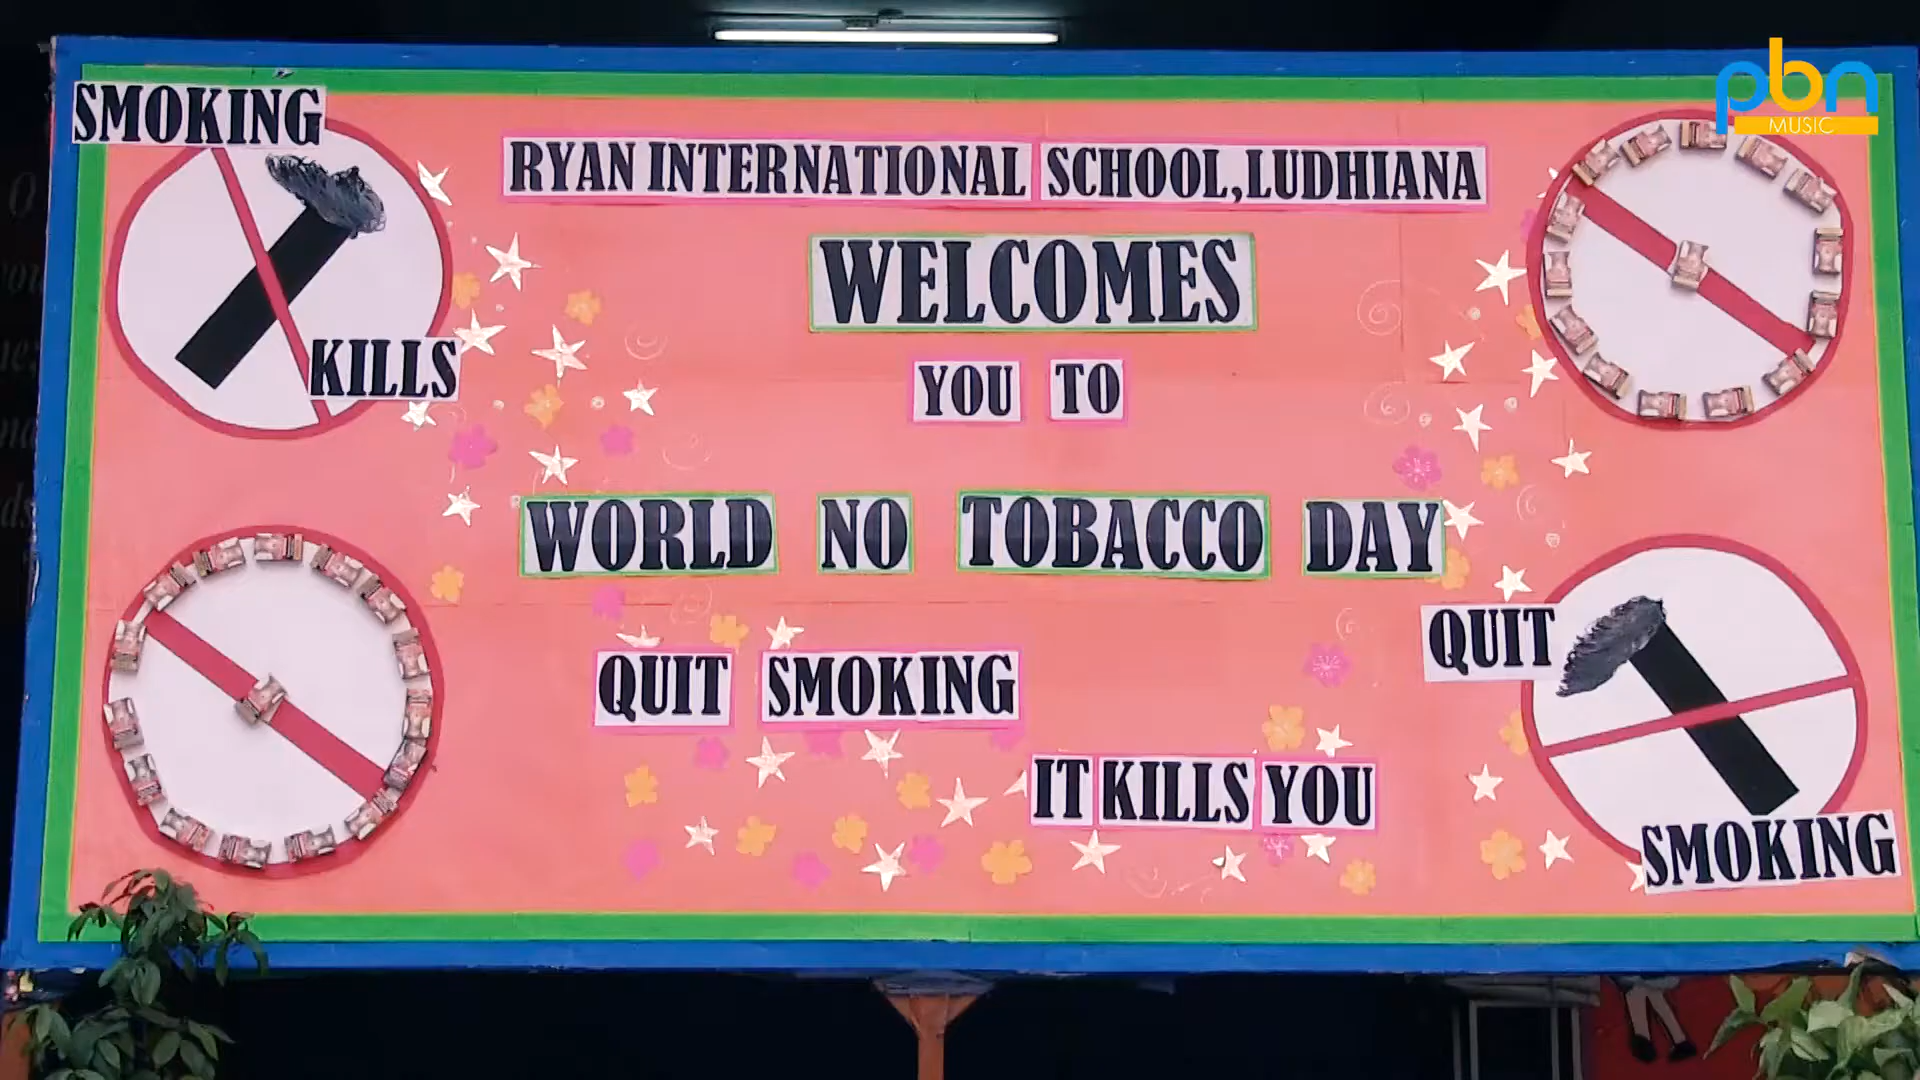 SMOKING
KILLS
RYAN INTERNATIONAL SCHOOL, LUDHIANA
WELCOMES
YOU TO
WORLD NO TOBACCO DAY
QUIT SMOKING
IT KILLS YOU
QUIT
SMOKING
pbn
MUSIC